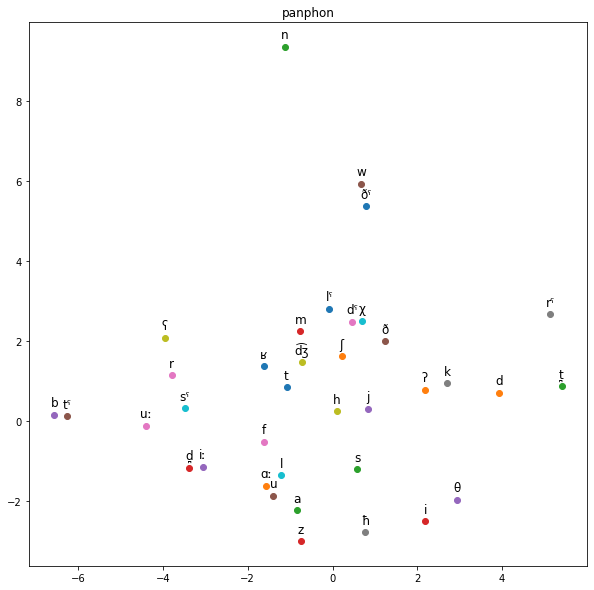 panphon
n
w
ðˤ
lˤ
dˤ χ
rˤ
ʕ
m
ð
ʃ
d͡ʒ
ʁ
r
t
ʔ
k
d
t̪
sˤ
h
j
b
tˤ
uː
f
s
d̪
iː
ɑː
l
u
θ
a
i
z
ħ
8
6
4
2
0
−2
−6
−4
−2
0
2
4